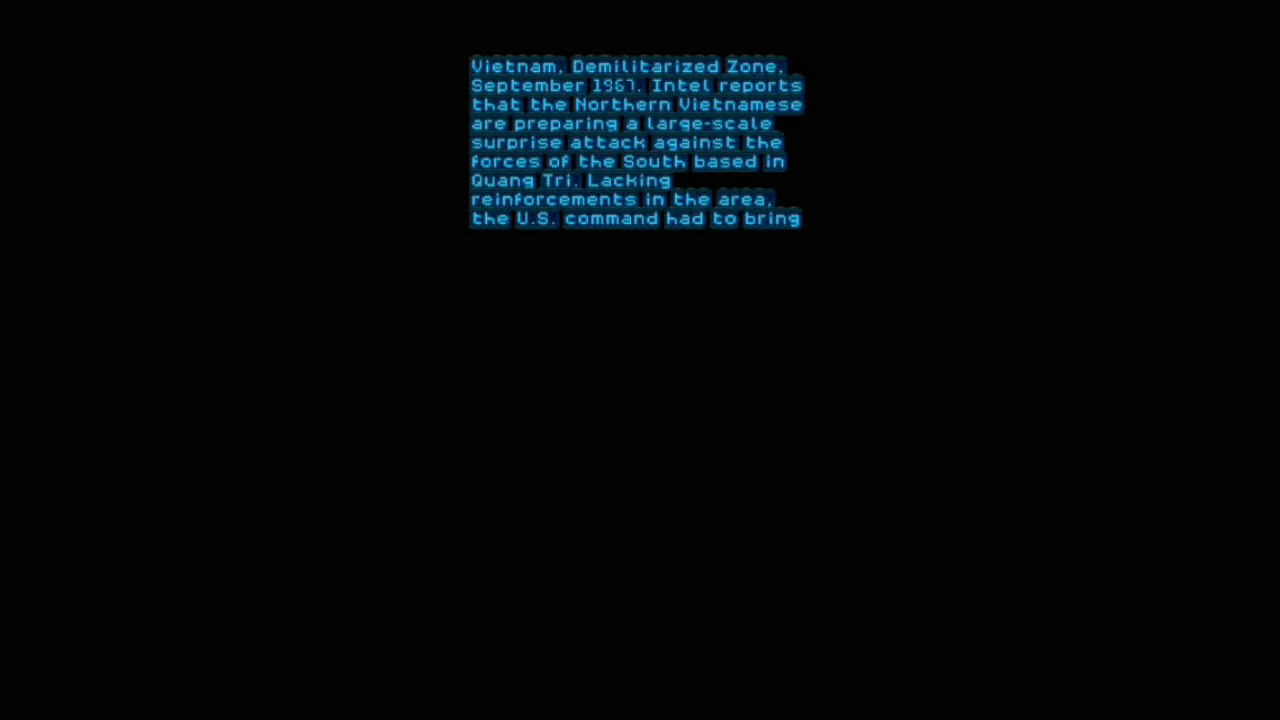 Vietnam, Demilitarized Zone,
September 1967. Intel reports
that the Northern Vietnamese
are preparing a large-scale
surprise attack against the
forces of the South based in
Quang Tri. Lacking
reinforcements in the area,
the U.S. command had to bring